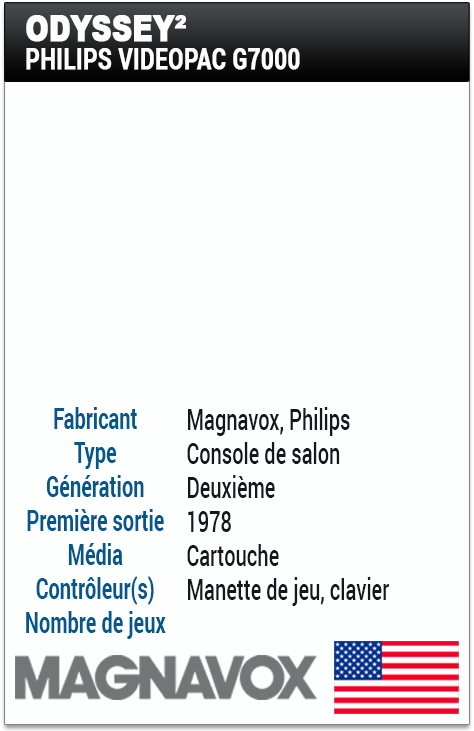 ODYSSEY²
PHILIPS VIDEOPAC G7000
Fabricant Magnavox, Philips
Type Console de salon
Génération Deuxième
Première sortie 1978
Média Cartouche
Contrôleur(s) Manette de jeu, clavier
Nombre de jeux
MAGNAVOX